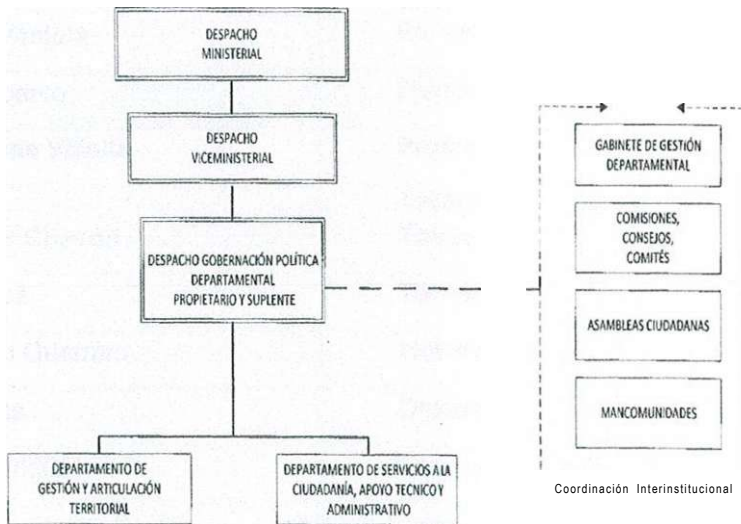 DESPACHO
MINISTERIAL
DESPACHO
VICEMINISTERIAL
DESPACHO GOBERNACIÓN POLÍTICA
DEPARTAMENTAL
PROPIETARIO Y SUPLENTE
DEPARTAMENTO DE
GESTIÓN Y ARTICULACIÓN
TERRITORIAL
DEPARTAMENTO DE SERVICIOS A LA
CIUDADANÍA, APOYO TECNICO Y
ADMINISTRATIVO
GABINETE DE GESTIÓN
DEPARTAMENTAL
COMISIONES,
CONSEJOS,
COMITÉS
ASAMBLEAS CIUDADANAS
MANCOMUNIDADES
Coordinación Interinstitucional